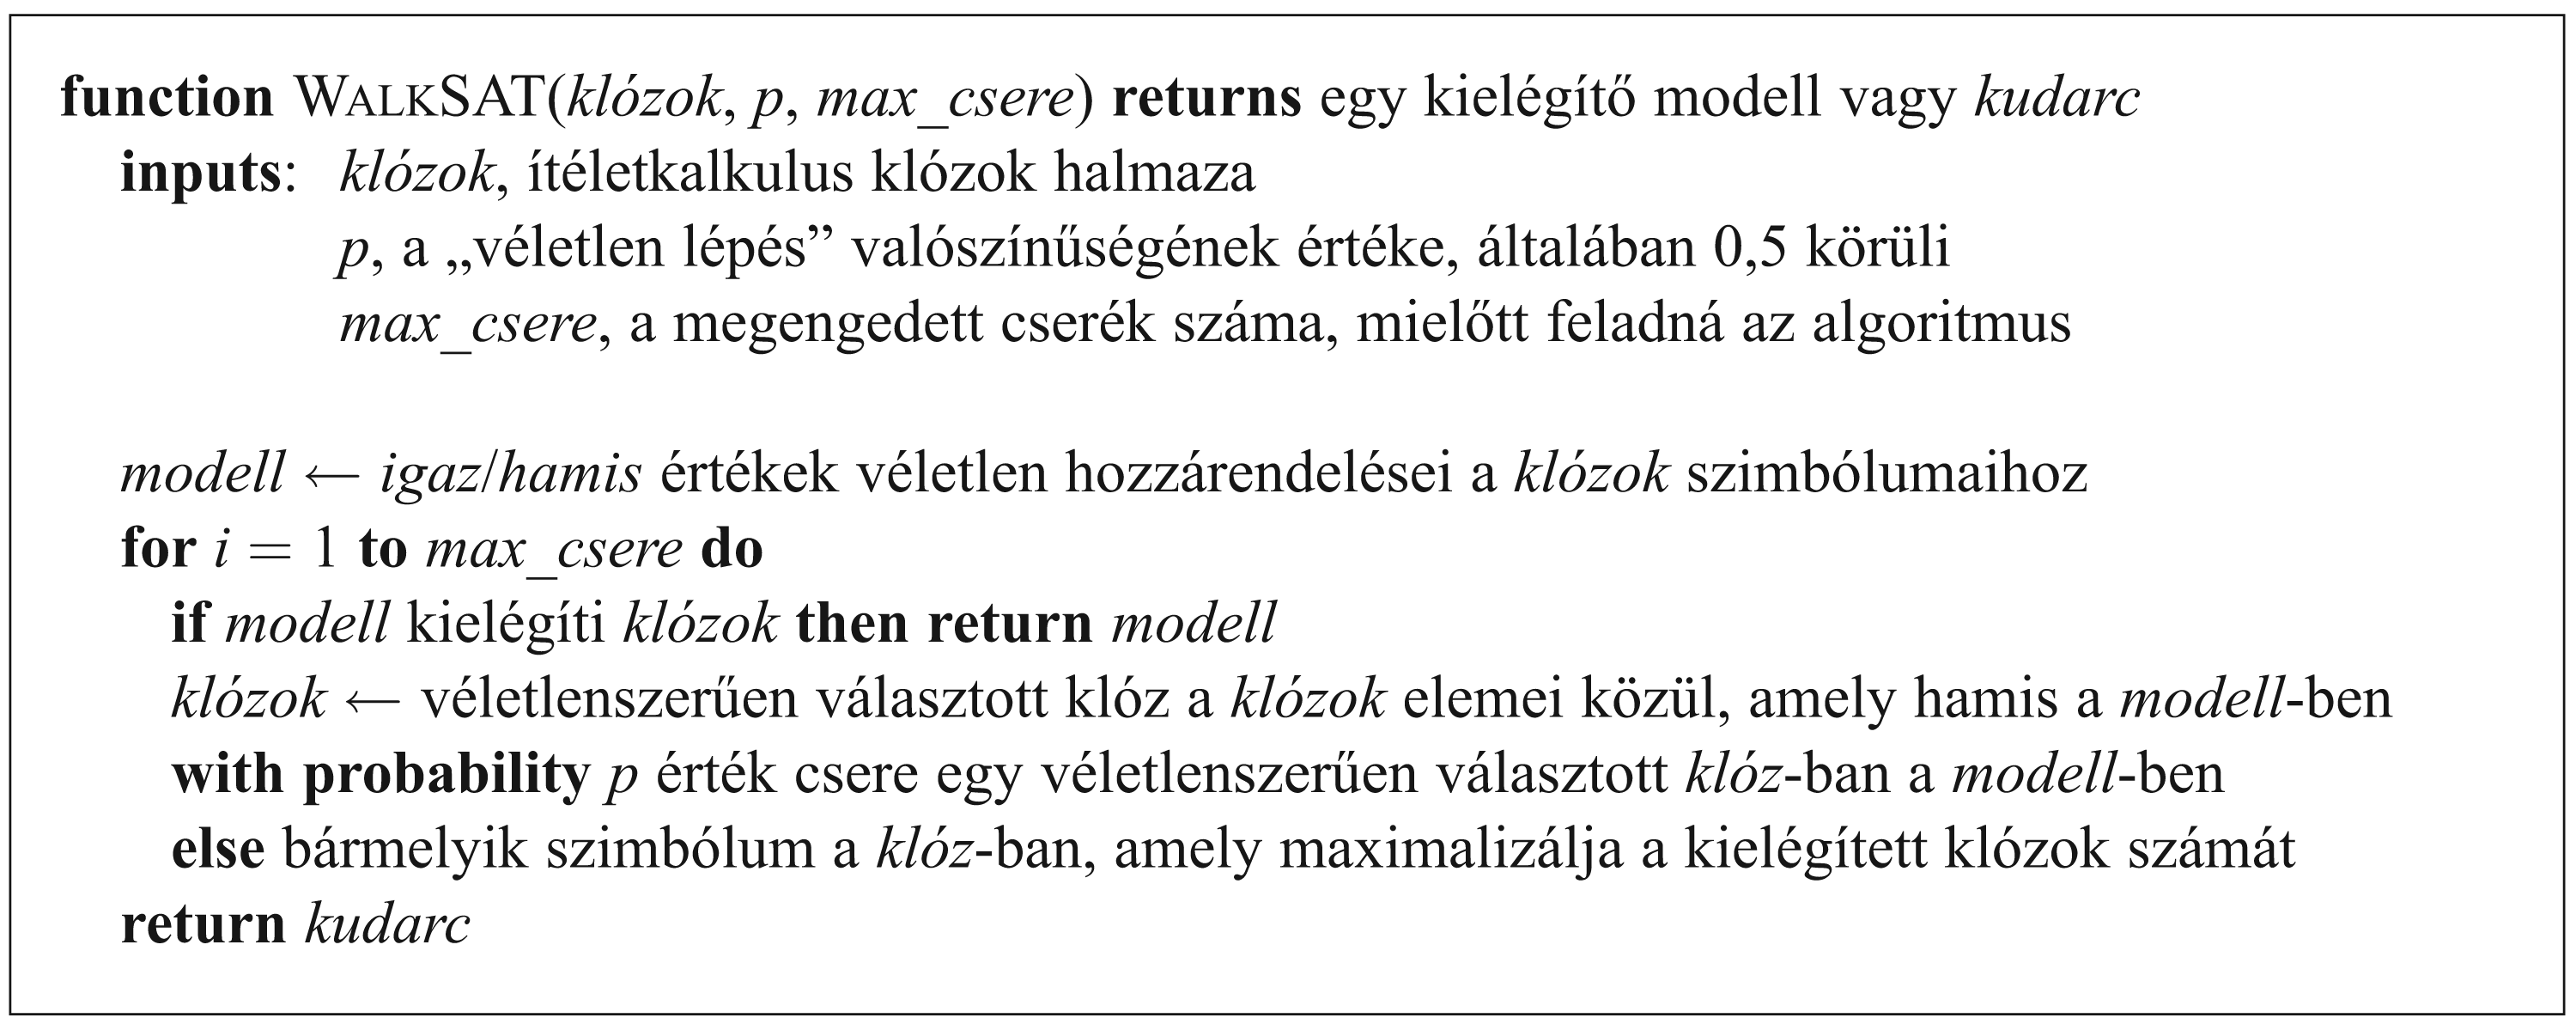 function WALKSAT(klózok, p, max_csere) returns egy kielégítő modell vagy kudarc
inputs: klózok, ítéletkalkulus klózok halmaza
p, a „véletlen lépés” valószínűségének értéke, általában 0,5 körüli
max_csere, a megengedett cserék száma, mielőtt feladná az algoritmus
modell ← igaz/hamis értékek véletlen hozzárendelései a klózok szimbólumaihoz
for i = 1 to max_csere do
if modell kielégíti klózok then return modell
klózok ← véletlenszerűen választott klóz a klózok elemei közül, amely hamis a modell-ben
with probability p érték csere egy véletlenszerűen választott klóz-ban a modell-ben
else bármelyik szimbólum a klóz-ban, amely maximalizálja a kielégített klózok számát
return kudarc